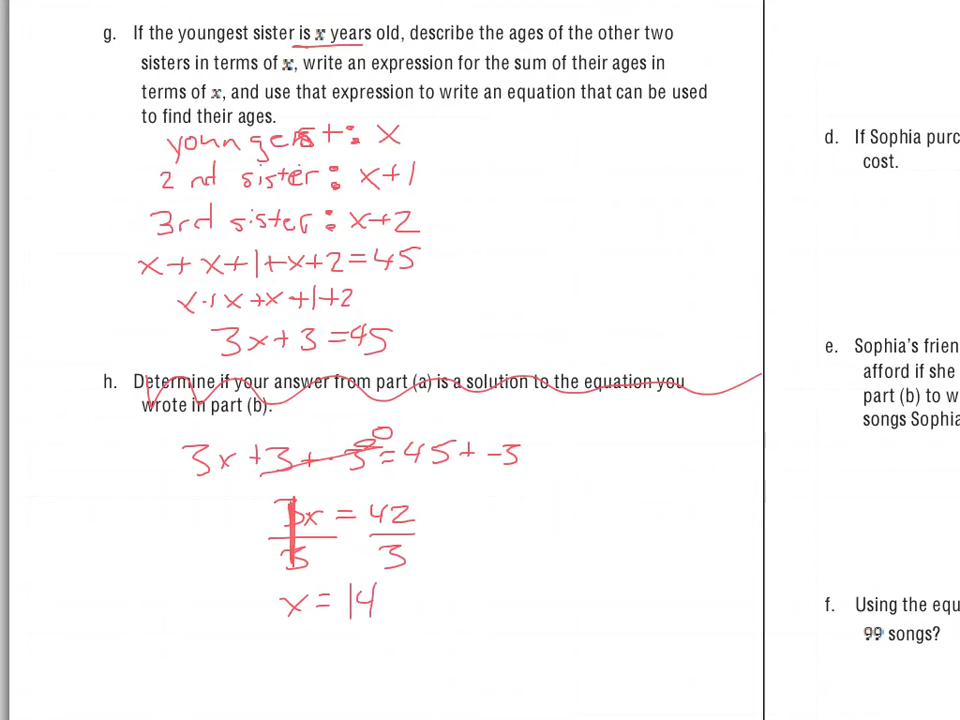 g. If the youngest sister is x years old, describe the ages of the other two
sisters in terms of x, write an expression for the sum of their ages in
terms of x, and use that expression to write an equation that can be used
to find their ages.
youngest: x
2nd sister: x+1
3rd sister: x+2
x + x+1+x+2=45
3x+3=45
h. Determine if your answer from part (a) is a solution to the equation you
wrote in part (b).
3x+3+-3=45+-3
0
3x = 42
3 3
x = 14
d. If Sophia purc
cost.
e. Sophia's frien
afford if she
part (b) to w
songs Sophia
f. Using the equ
99 songs?